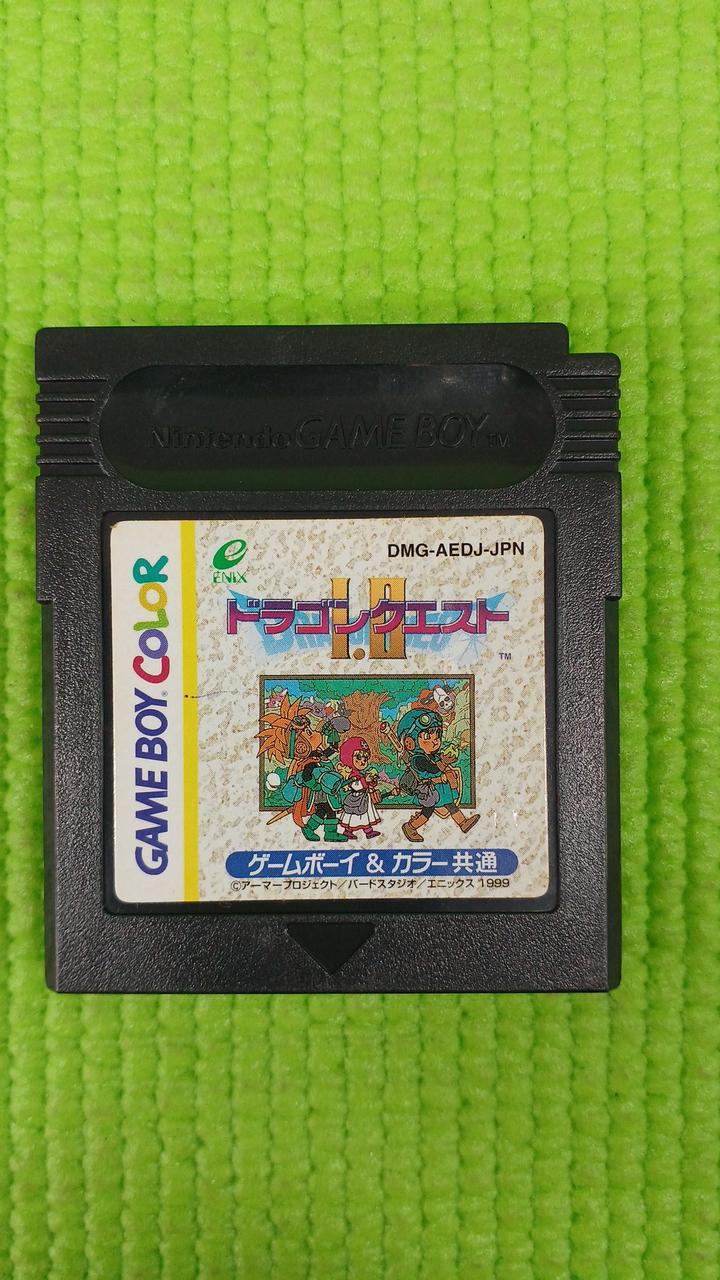 Nintendo GAME BOY™
ENIX
DMG-AEDJ-JPN
ドラゴンクエスト
I・II
™
GAME BOY COLOR
ゲームボーイ & カラー共通
©アーマープロジェクト/バードスタジオ/エニックス 1999